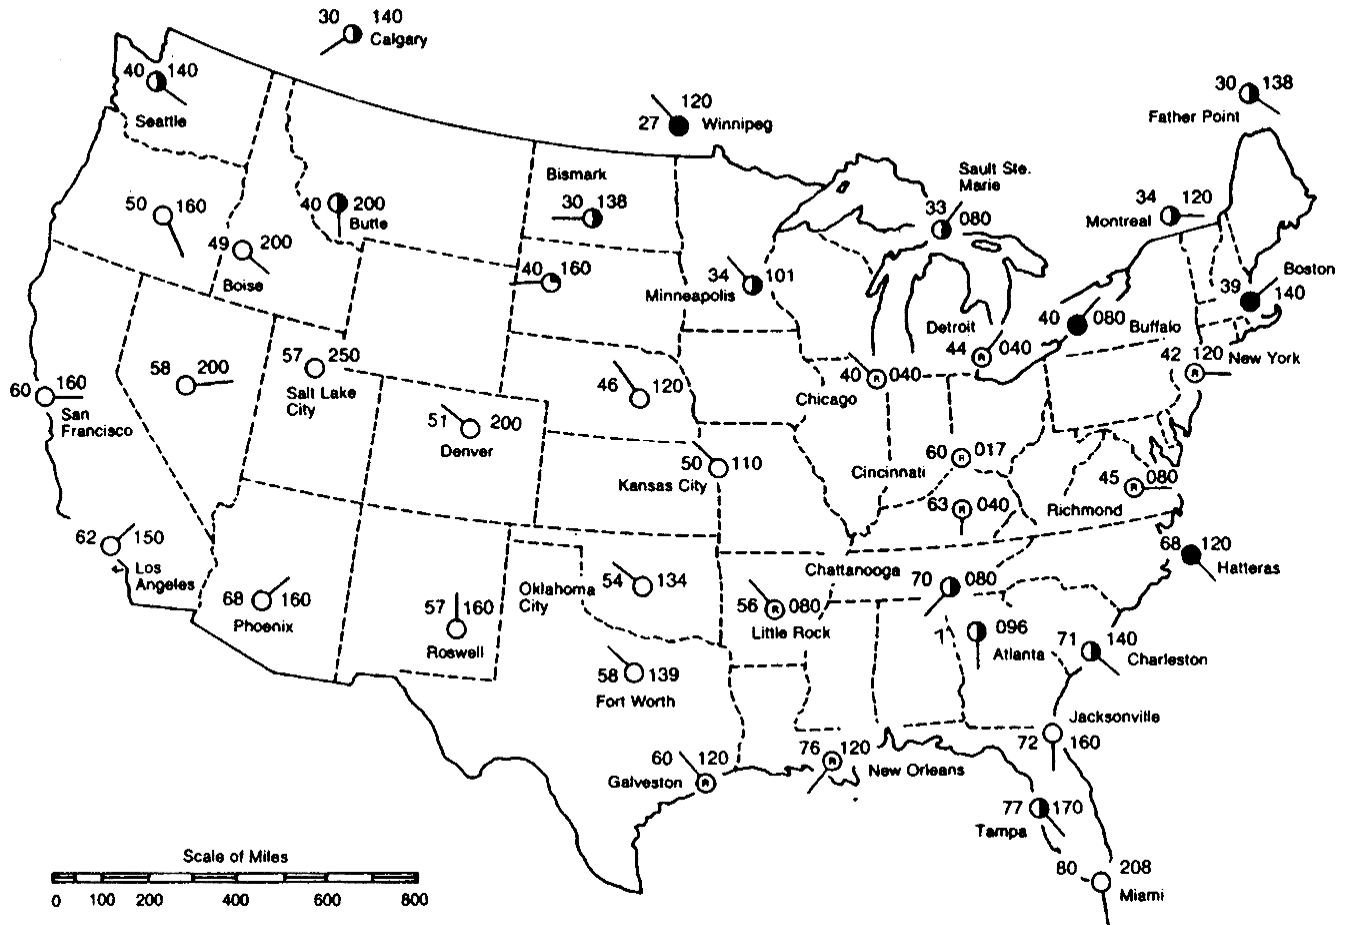 30 140
Calgary
40 140
Seattle
120
27 Winnipeg
30 138
Father Point
Sault Ste.
Marie
33 080
Bismark
30 138
34 120
Montreal
50 160
40 200
Butte
49 200
Boise
40 160
34 101
Minneapolis
Boston
39 140
40 080 Buffalo
Detroit
44 R 040
42 120 New York
57 250
Salt Lake
City
58 200
60 160
San
Francisco
46 120
40 R 040
Chicago
51 200
Denver
50 110
Kansas City
60 R 017
Cincinnati
45 R 080
Richmond
63 R 040
62 150
Los
Angeles
68 120
Hatteras
Chattanooga
70 080
68 160
Phoenix
57 160
Roswell
Oklahoma
City
54 134
56 R 080
Little Rock
096
Atlanta
71 140
Charleston
58 139
Fort Worth
Jacksonville
72 160
60 120
Galveston R
76 120
R New Orleans
77 170
Tampa
80 208
Miami
Scale of Miles
0 100 200 400 600 800